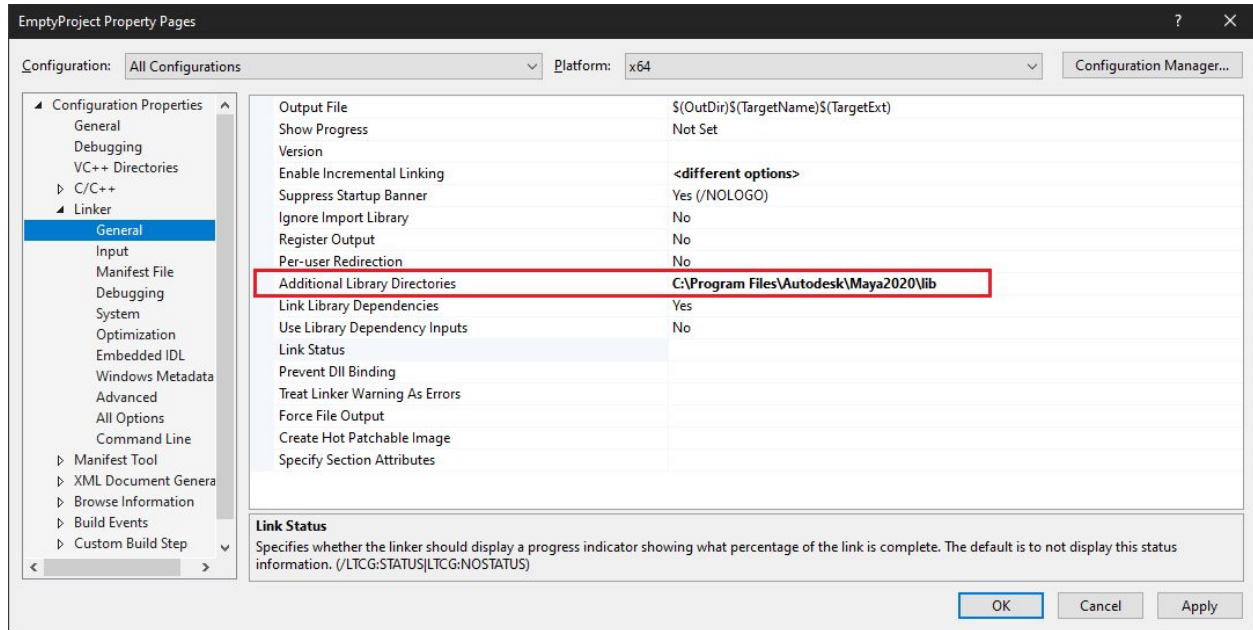 EmptyProject Property Pages
? ×
Configuration: All Configurations Platform: x64 Configuration Manager...
Configuration Properties
General
Debugging
VC++ Directories
C/C++
Linker
General
Input
Manifest File
Debugging
System
Optimization
Embedded IDL
Windows Metadata
Advanced
All Options
Command Line
Manifest Tool
XML Document Genera
Browse Information
Build Events
Custom Build Step
Output File $(OutDir)$(TargetName)$(TargetExt)
Show Progress Not Set
Version
Enable Incremental Linking <different options>
Suppress Startup Banner Yes (/NOLOGO)
Ignore Import Library No
Register Output No
Per-user Redirection No
Additional Library Directories C:\Program Files\Autodesk\Maya2020\lib
Link Library Dependencies Yes
Use Library Dependency Inputs No
Link Status
Prevent Dll Binding
Treat Linker Warning As Errors
Force File Output
Create Hot Patchable Image
Specify Section Attributes
Link Status
Specifies whether the linker should display a progress indicator showing what percentage of the link is complete. The default is to not display this status
information. (/LTCG:STATUS|LTCG:NOSTATUS)
OK Cancel Apply